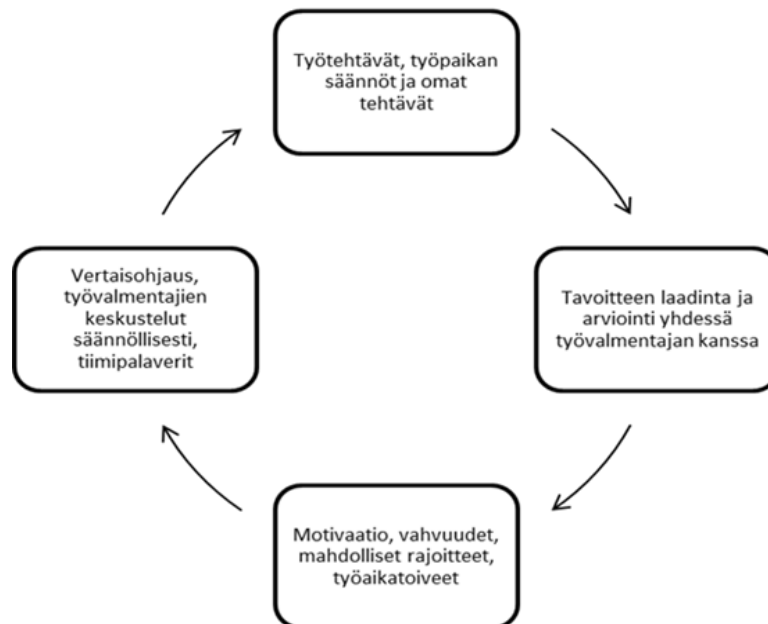 Työtehtävät, työpaikan
säännöt ja omat
tehtävät
Tavoitteen laadinta ja
arviointi yhdessä
työvalmentajan kanssa
Motivaatio, vahvuudet,
mahdolliset rajoitteet,
työaikatoiveet
Vertaisohjaus,
työvalmentajien
keskustelut
säännöllisesti,
tiimipalaverit